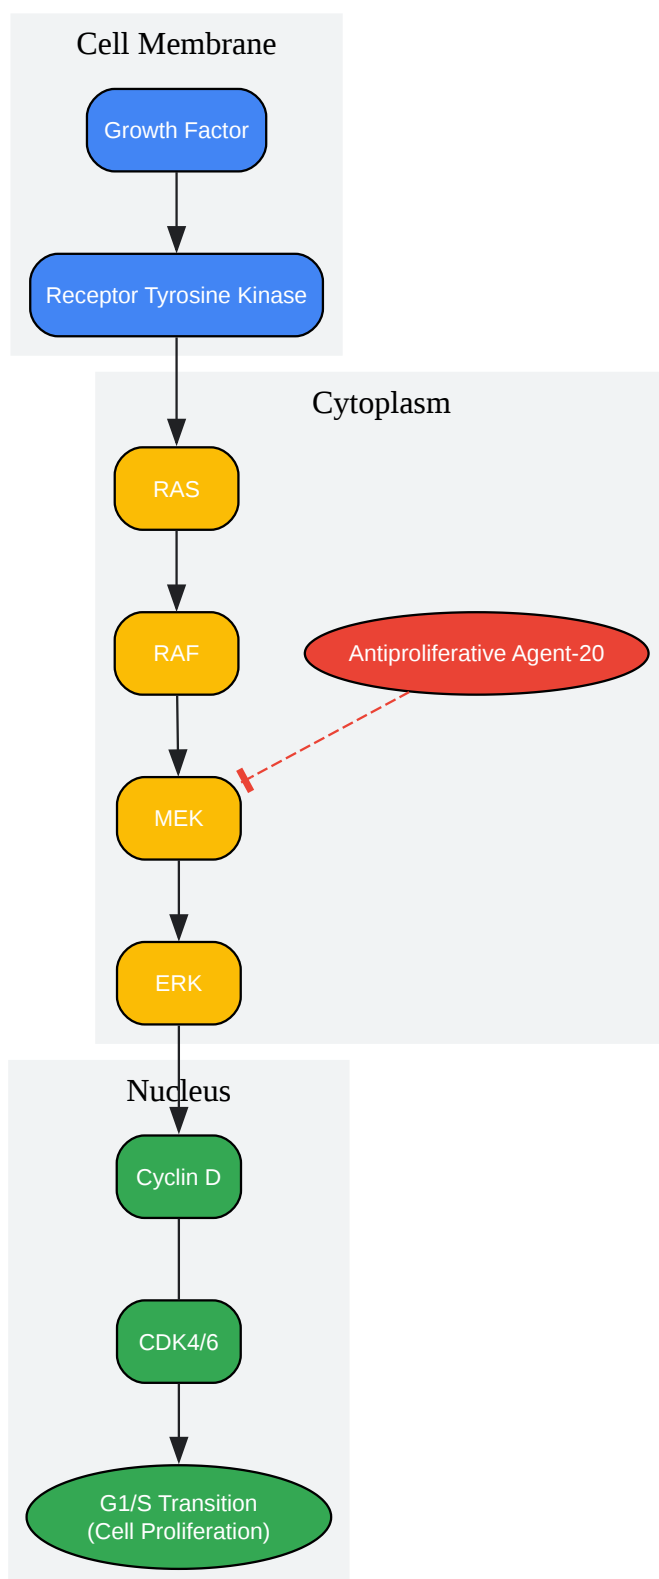 Cell Membrane
Growth Factor
Receptor Tyrosine Kinase
Cytoplasm
RAS
RAF
Antiproliferative Agent-20
MEK
ERK
Nucleus
Cyclin D
CDK4/6
G1/S Transition
(Cell Proliferation)